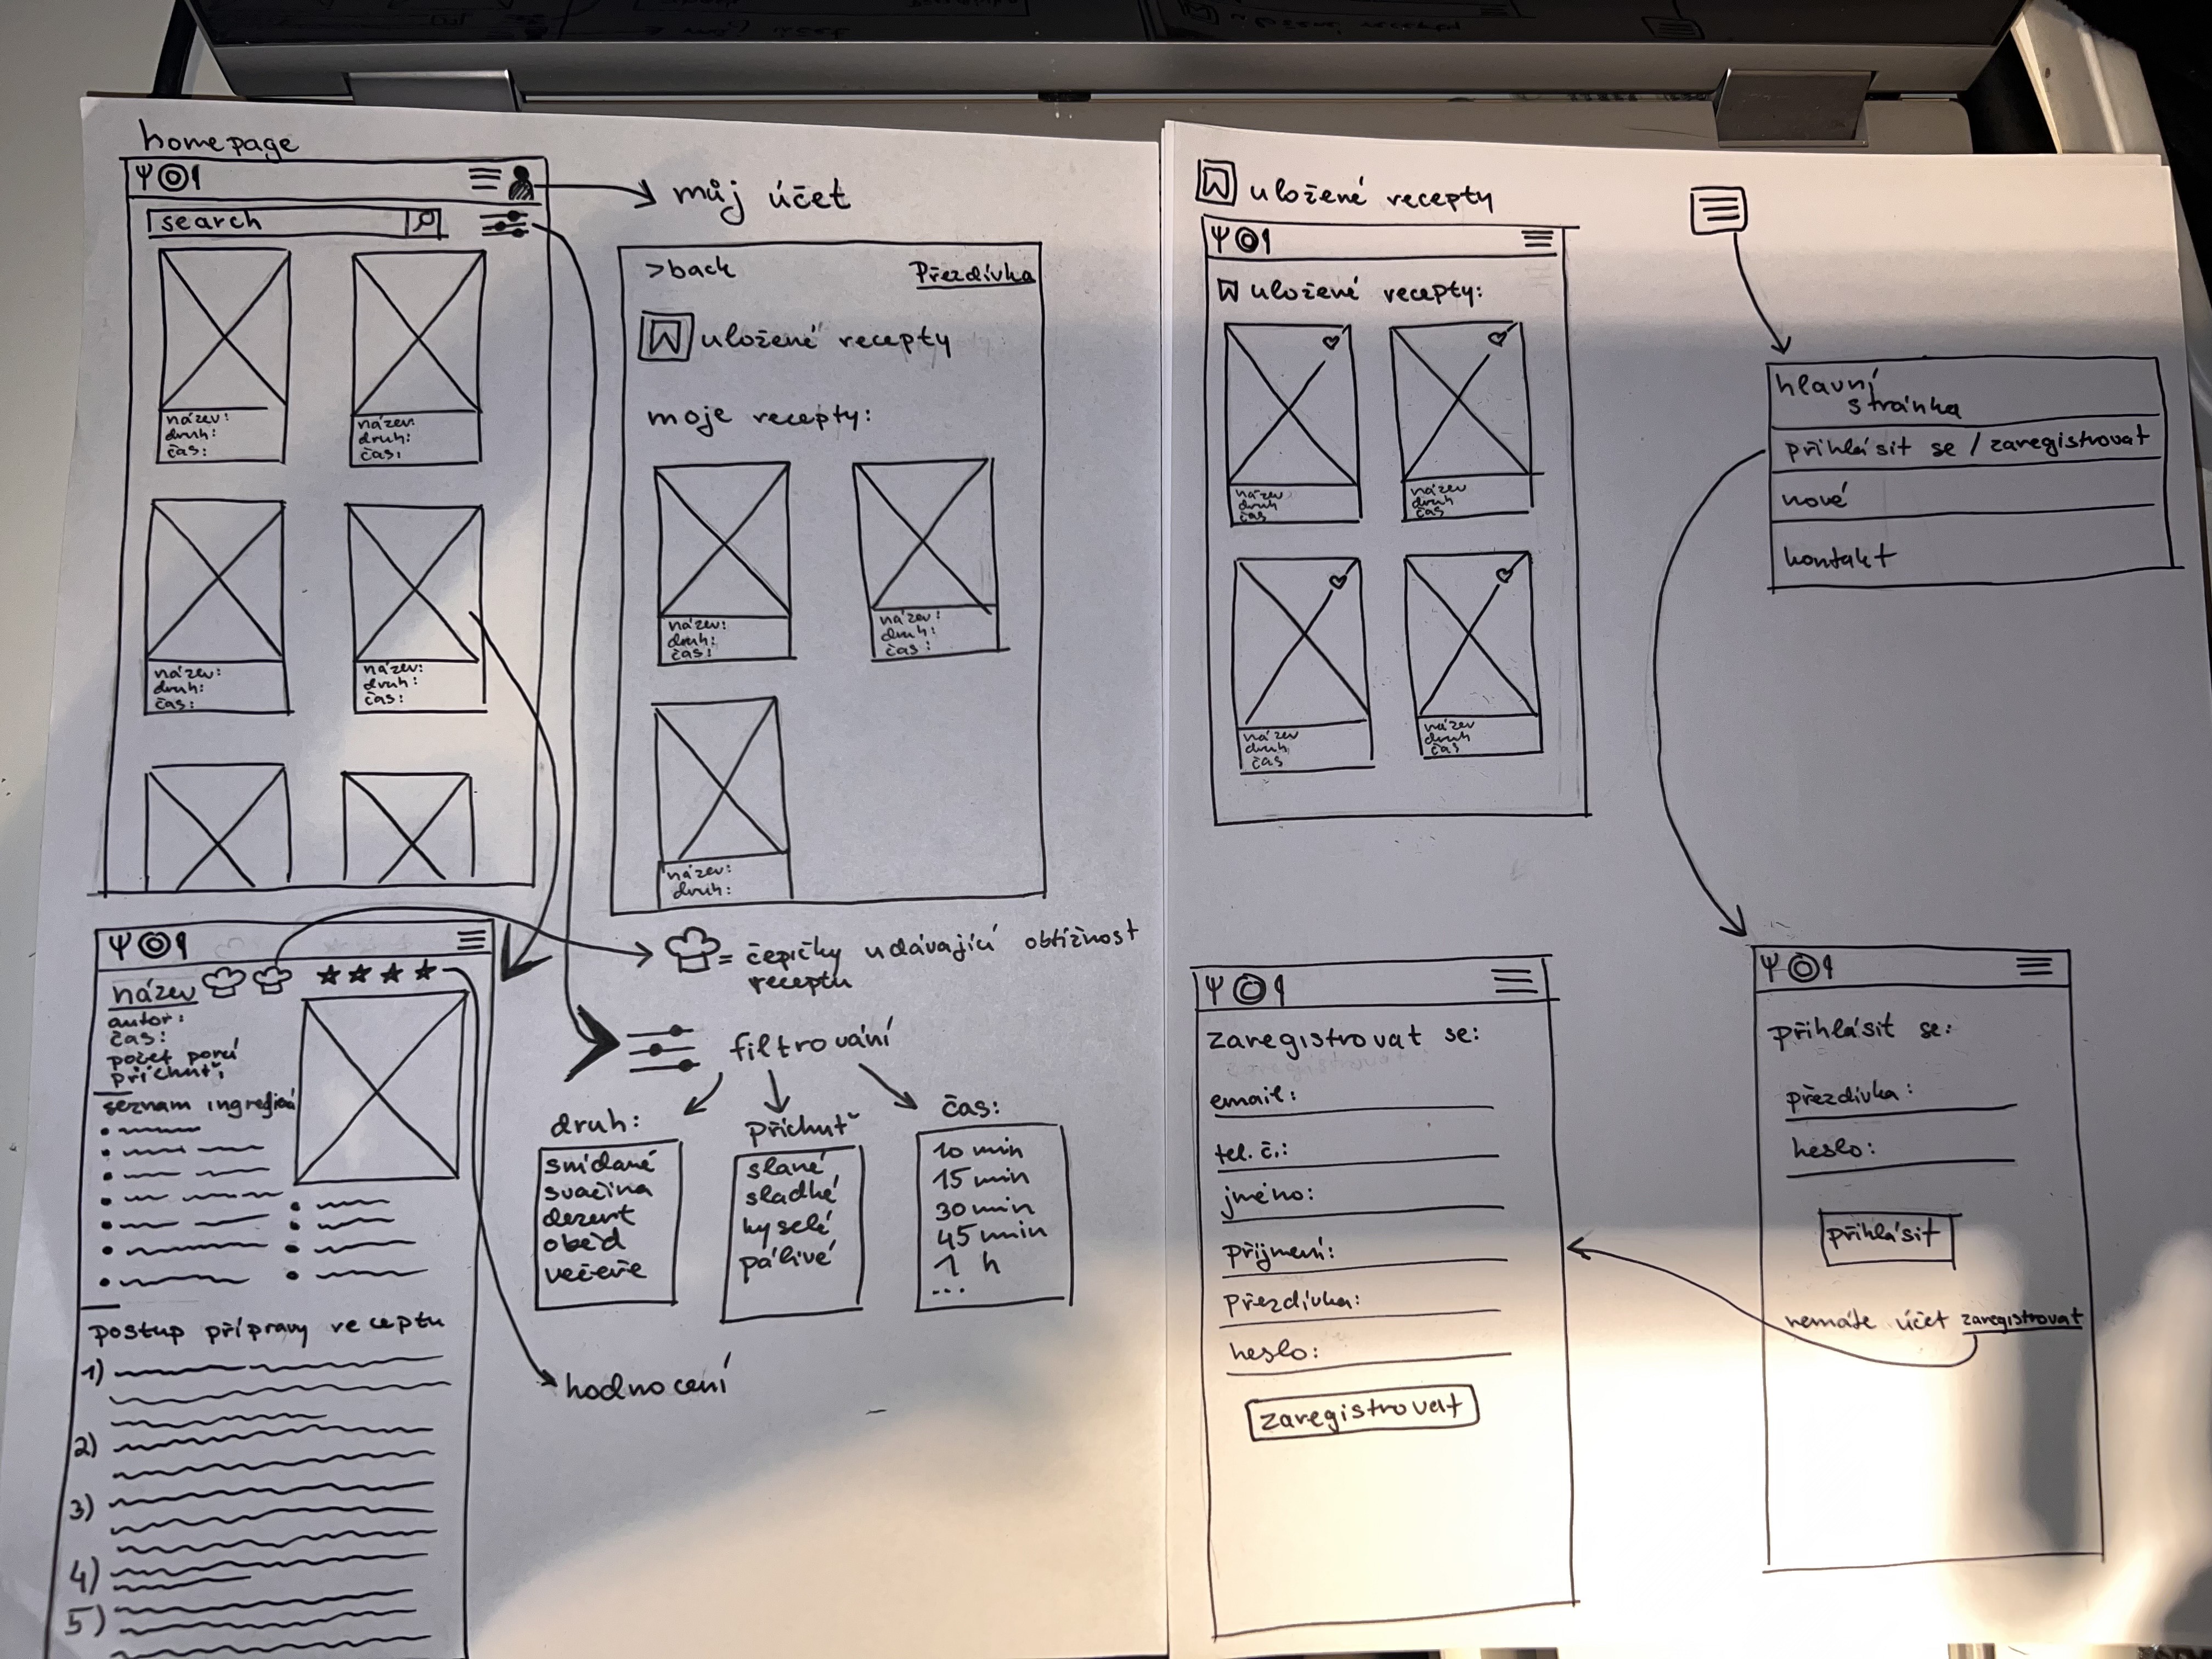 homepage
search
název:
druh:
čas:
název:
druh:
čas:
název:
druh:
čas:
název:
druh:
čas:
můj účet
>back
Přezdívka
uložené recepty
moje recepty:
název:
druh:
čas:
název:
druh:
čas:
název:
druh:
název
autor:
čas:
počet porcí
příchuť:
seznam ingrediencí
postup přípravy receptu
1)
2)
3)
4)
5)
= čepičky udávající obtížnost
receptu
filtrování
druh:
snídaně
svačina
dezert
oběd
večeře
příchuť
slané
sladké
kyselé
pálivé
čas:
10 min
15 min
30 min
45 min
1 h
...
hodnocení
uložené recepty
uložené recepty:
název
druh
čas
název
druh
čas
název
druh
čas
název
druh
čas
hlavní
stránka
přihlásit se / zaregistrovat
nové
kontakt
zaregistrovat se:
email:
tel. č.:
jméno:
příjmení:
Přezdívka:
heslo:
zaregistrovat
přihlásit se:
přezdívka:
heslo:
přihlásit
nemáte účet zaregistrovat